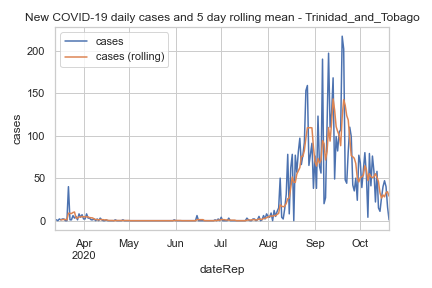 New COVID-19 daily cases and 5 day rolling mean - Trinidad_and_Tobago
cases
cases (rolling)
200
150
100
50
0
cases
Apr May Jun Jul Aug Sep Oct
2020
dateRep